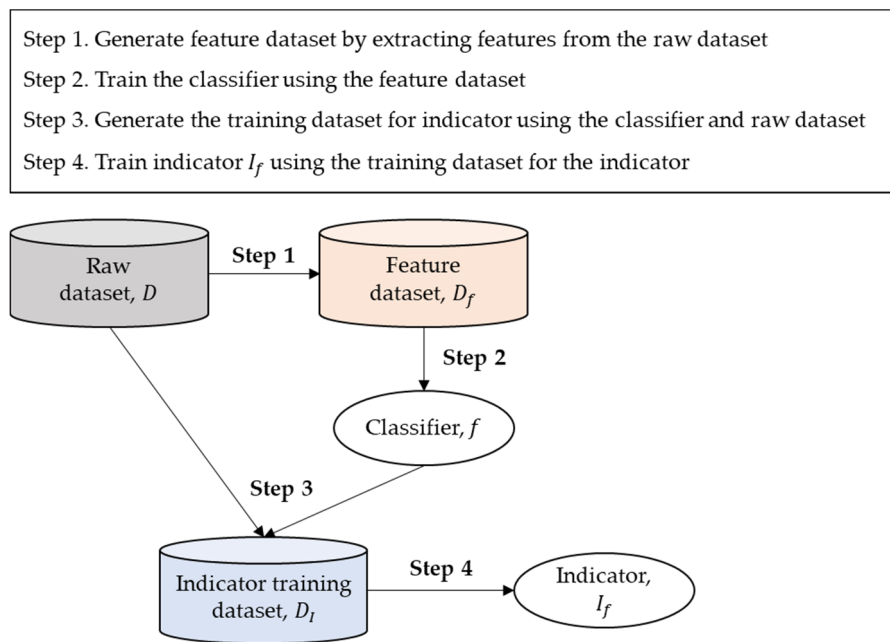 Step 1. Generate feature dataset by extracting features from the raw dataset
Step 2. Train the classifier using the feature dataset
Step 3. Generate the training dataset for indicator using the classifier and raw dataset
Step 4. Train indicator I_f using the training dataset for the indicator
Raw
dataset, D
Step 1
Feature
dataset, D_f
Step 2
Classifier, f
Step 3
Indicator training
dataset, D_I
Step 4
Indicator,
I_f